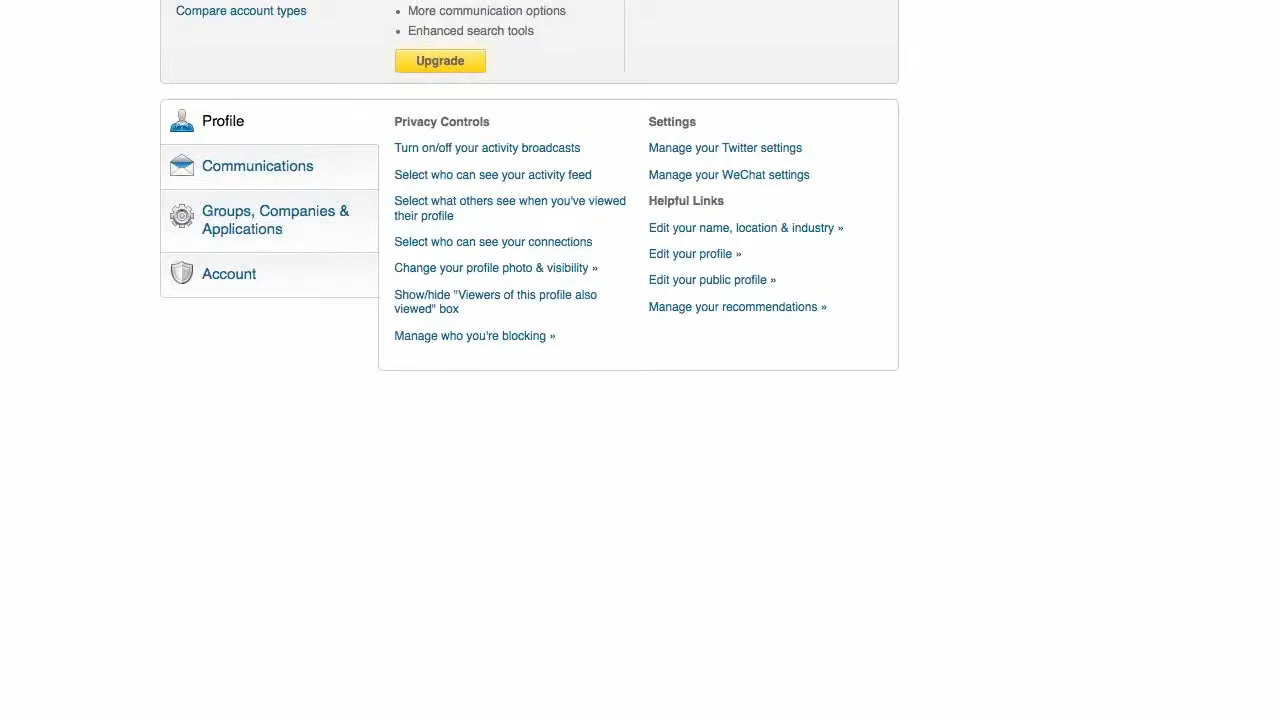 Compare account types
• More communication options
• Enhanced search tools
Upgrade
Profile
Communications
Groups, Companies &
Applications
Account
Privacy Controls
Turn on/off your activity broadcasts
Select who can see your activity feed
Select what others see when you've viewed
their profile
Select who can see your connections
Change your profile photo & visibility »
Show/hide "Viewers of this profile also
viewed" box
Manage who you're blocking »
Settings
Manage your Twitter settings
Manage your WeChat settings
Helpful Links
Edit your name, location & industry »
Edit your profile »
Edit your public profile »
Manage your recommendations »